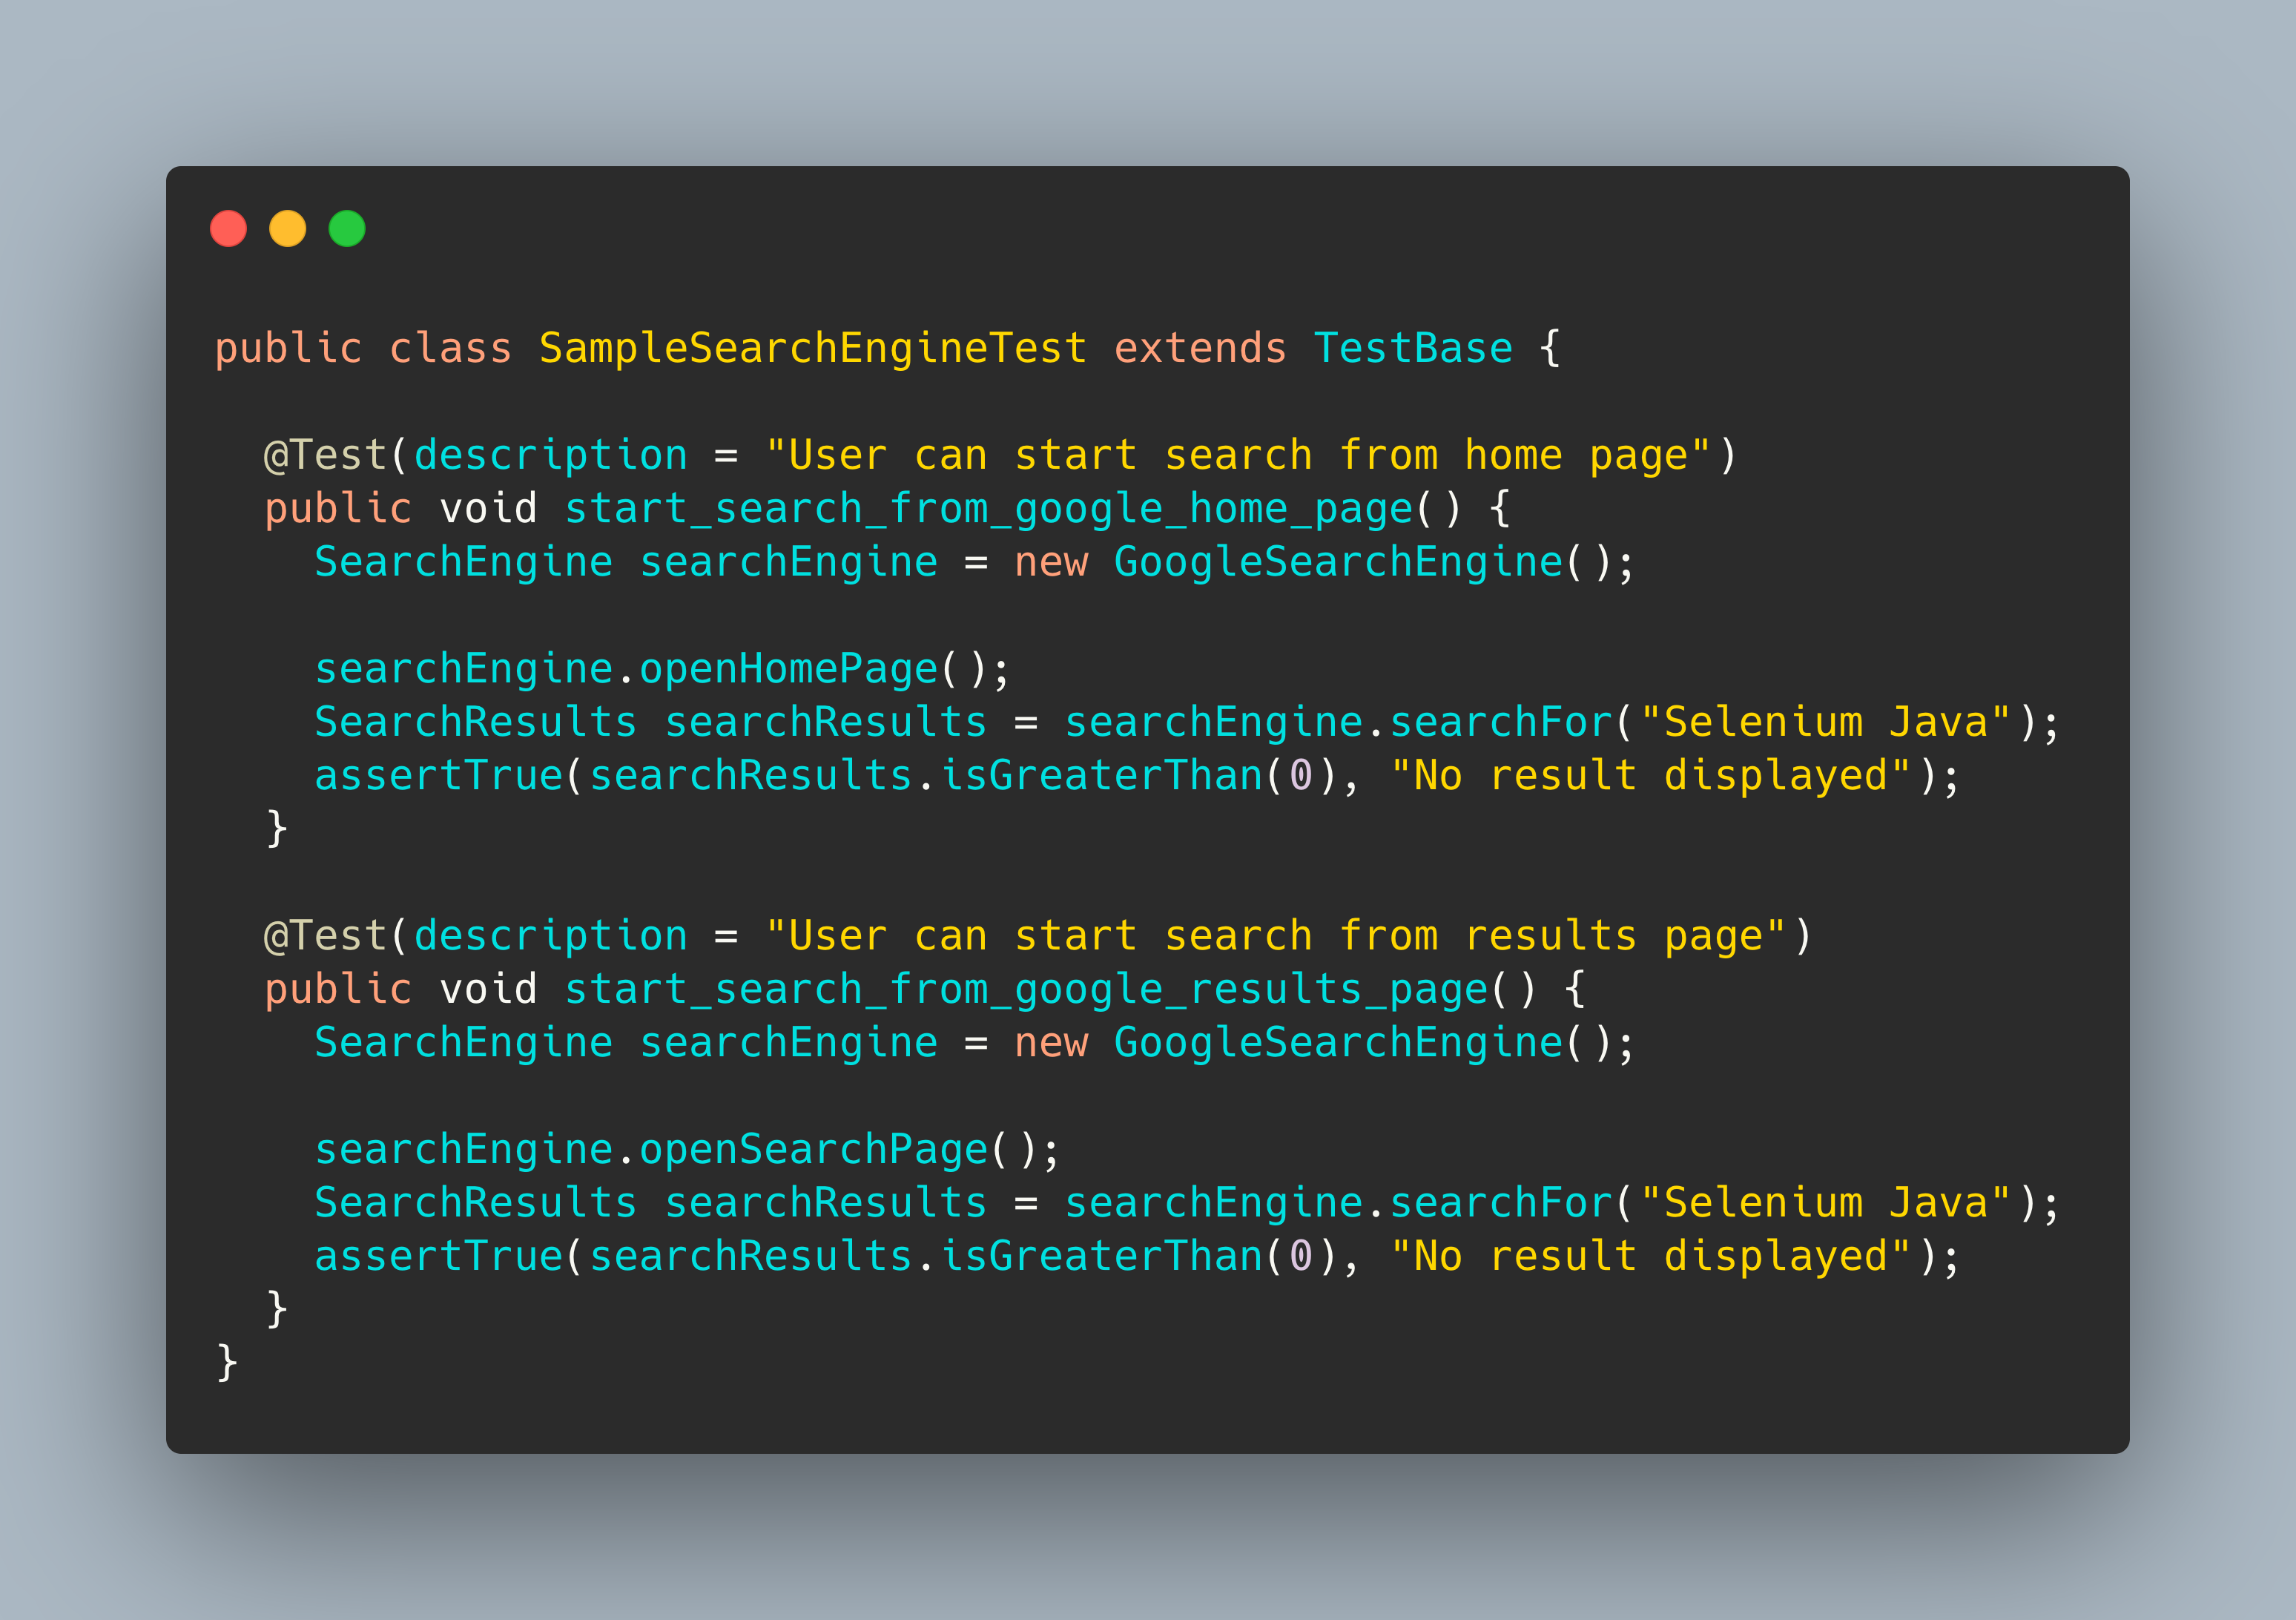 public class SampleSearchEngineTest extends TestBase {

  @Test(description = "User can start search from home page")
  public void start_search_from_google_home_page() {
    SearchEngine searchEngine = new GoogleSearchEngine();

    searchEngine.openHomePage();
    SearchResults searchResults = searchEngine.searchFor("Selenium Java");
    assertTrue(searchResults.isGreaterThan(0), "No result displayed");
  }

  @Test(description = "User can start search from results page")
  public void start_search_from_google_results_page() {
    SearchEngine searchEngine = new GoogleSearchEngine();

    searchEngine.openSearchPage();
    SearchResults searchResults = searchEngine.searchFor("Selenium Java");
    assertTrue(searchResults.isGreaterThan(0), "No result displayed");
  }
}